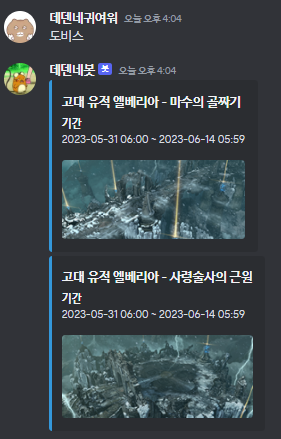 데덴네귀여워 오늘 오후 4:04
도비스
데덴네봇 봇 오늘 오후 4:04
고대 유적 엘베리아 - 미수의 골짜기
기간
2023-05-31 06:00 ~ 2023-06-14 05:59
고대 유적 엘베리아 - 사령술사의 근원
기간
2023-05-31 06:00 ~ 2023-06-14 05:59